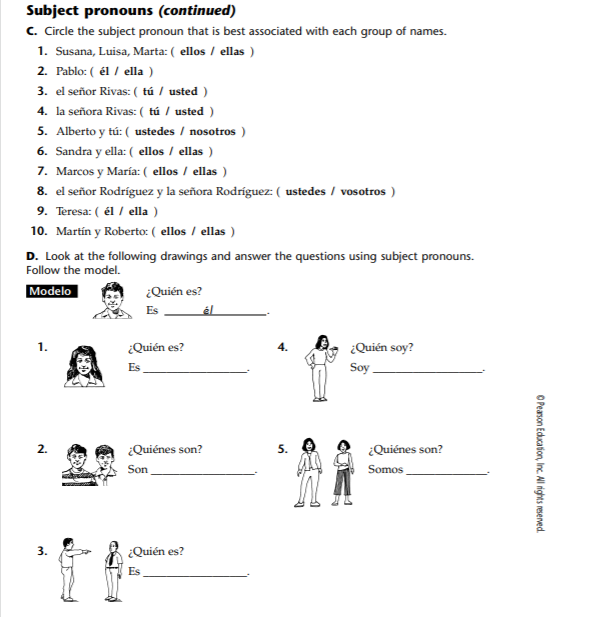 Subject pronouns (continued)
C. Circle the subject pronoun that is best associated with each group of names.
1. Susana, Luisa, Marta: ( ellos / ellas )
2. Pablo: ( él / ella )
3. el señor Rivas: ( tú / usted )
4. la señora Rivas: ( tú / usted )
5. Alberto y tú: ( ustedes / nosotros )
6. Sandra y ella: ( ellos / ellas )
7. Marcos y María: ( ellos / ellas )
8. el señor Rodríguez y la señora Rodríguez: ( ustedes / vosotros )
9. Teresa: ( él / ella )
10. Martín y Roberto: ( ellos / ellas )
D. Look at the following drawings and answer the questions using subject pronouns.
Follow the model.
Modelo ¿Quién es?
Es él.
1. ¿Quién es?
Es ________.
2. ¿Quiénes son?
Son ________.
3. ¿Quién es?
Es ________.
4. ¿Quién soy?
Soy ________.
5. ¿Quiénes son?
Somos ________.
© Pearson Education, Inc. All rights reserved.